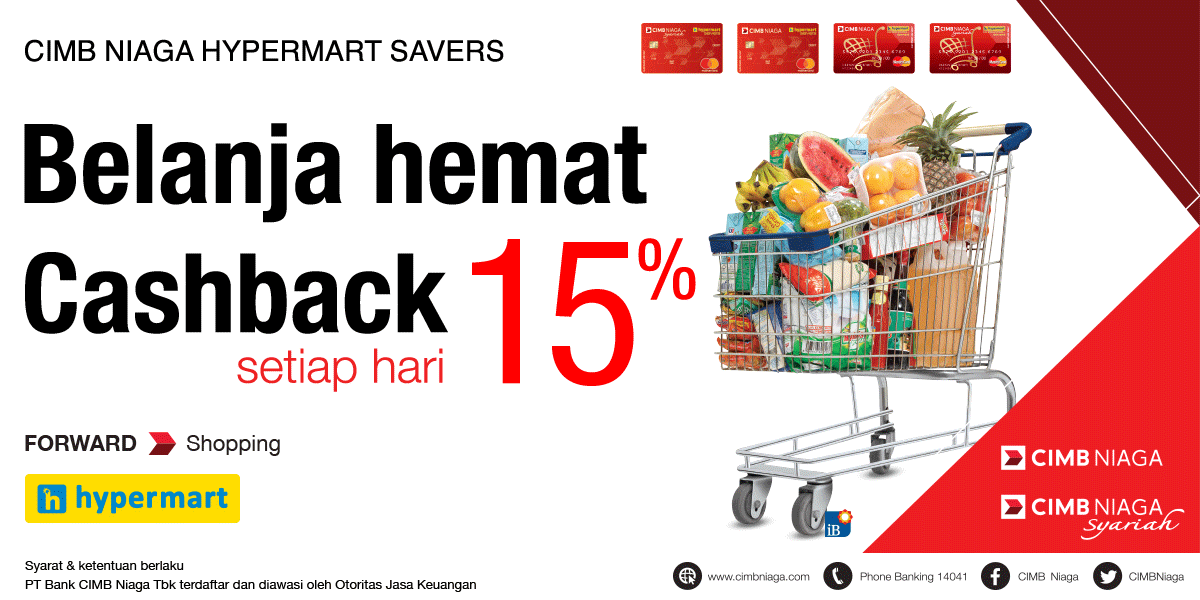 CIMB NIAGA HYPERMART SAVERS
Belanja hemat
Cashback 15%
setiap hari
FORWARD Shopping
hypermart
CIMB NIAGA
CIMB NIAGA
syariah
iB
Syarat & ketentuan berlaku
PT Bank CIMB Niaga Tbk terdaftar dan diawasi oleh Otoritas Jasa Keuangan
www.cimbniaga.com
Phone Banking 14041
CIMB Niaga
CIMBNiaga